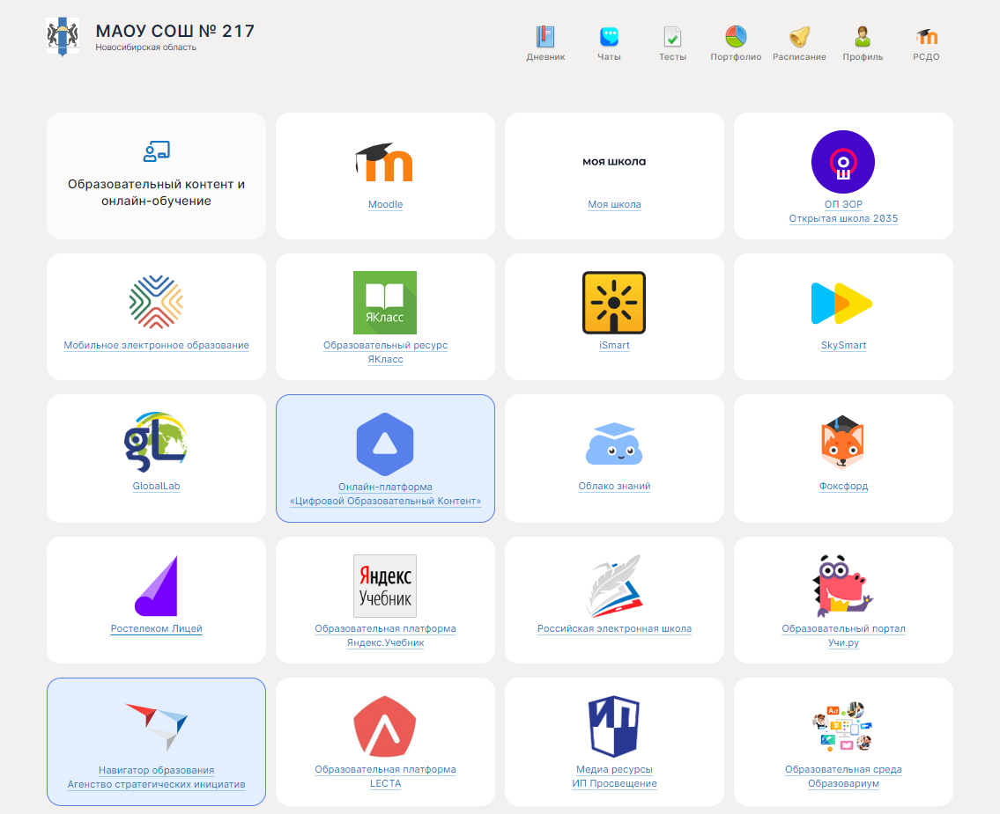 МАОУ СОШ № 217
Новосибирская область
Дневник
Чаты
Тесты
Портфолио
Расписание
Профиль
РСДО
Образовательный контент и
онлайн-обучение
m
Moodle
моя школа
Моя школа
ОШ
ОП ЭОР
Открытая школа 2035
Мобильное электронное образование
ЯКласс
Образовательный ресурс
ЯКласс
iSmart
SkySmart
gL
GlobalLab
Онлайн-платформа
«Цифровой Образовательный Контент»
Облако знаний
Фоксфорд
Ростелеком Лицей
Яндекс
Учебник
Образовательная платформа
Яндекс.Учебник
Российская электронная школа
Образовательный портал
Учи.ру
Навигатор образования
Агенство стратегических инициатив
Образовательная платформа
LECTA
ИП
Медиа ресурсы
ИП Просвещение
Образовательная среда
Образовариум